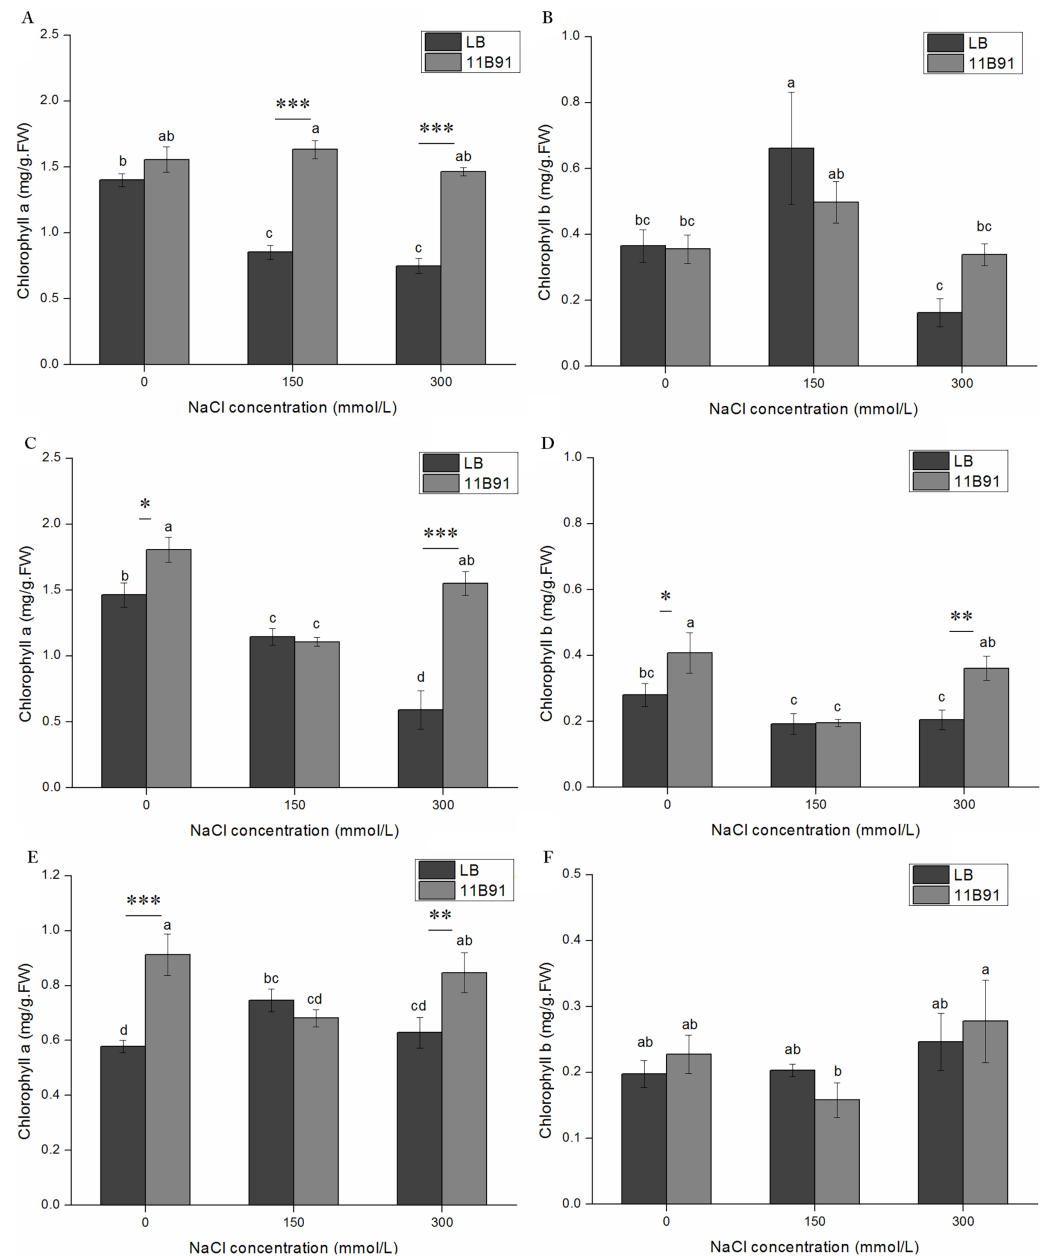 A
LB
11B91
Chlorophyll a (mg/g.FW)
2.5
2.0
1.5
1.0
0.5
0.0
b
ab
***
c
a
***
c
ab
0
150
300
NaCl concentration (mmol/L)
B
LB
11B91
Chlorophyll b (mg/g.FW)
1.0
0.8
0.6
0.4
0.2
0.0
bc
bc
a
ab
c
bc
0
150
300
NaCl concentration (mmol/L)
C
LB
11B91
Chlorophyll a (mg/g.FW)
2.5
2.0
1.5
1.0
0.5
0.0
*
b
a
c
c
***
d
ab
0
150
300
NaCl concentration (mmol/L)
D
LB
11B91
Chlorophyll b (mg/g.FW)
1.0
0.8
0.6
0.4
0.2
0.0
*
bc
a
c
c
**
c
ab
0
150
300
NaCl concentration (mmol/L)
E
LB
11B91
Chlorophyll a (mg/g.FW)
1.2
1.0
0.8
0.6
0.4
0.2
0.0
***
d
a
bc
cd
**
cd
ab
0
150
300
NaCl concentration (mmol/L)
F
LB
11B91
Chlorophyll b (mg/g.FW)
0.5
0.4
0.3
0.2
0.1
0.0
ab
ab
ab
b
ab
a
0
150
300
NaCl concentration (mmol/L)